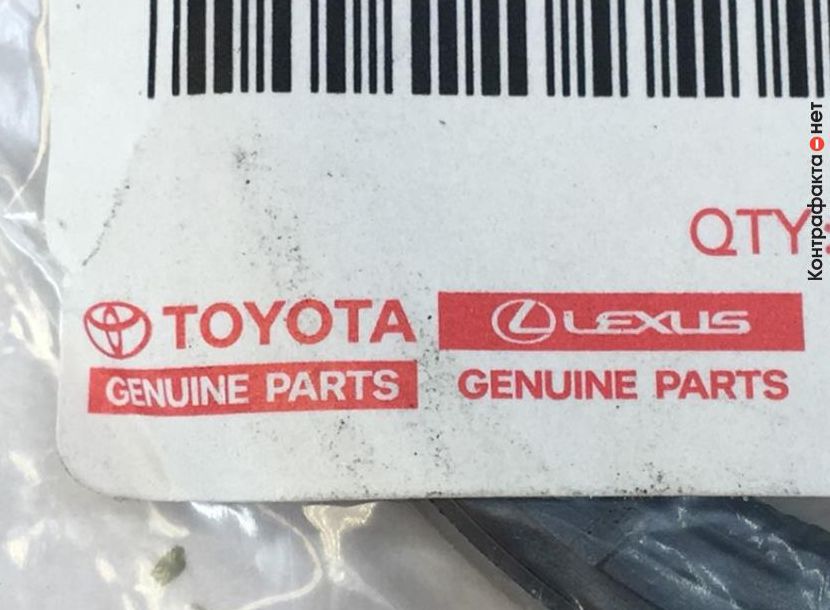 QTY:
TOYOTA
GENUINE PARTS
LEXUS
GENUINE PARTS
Контрафакта нет